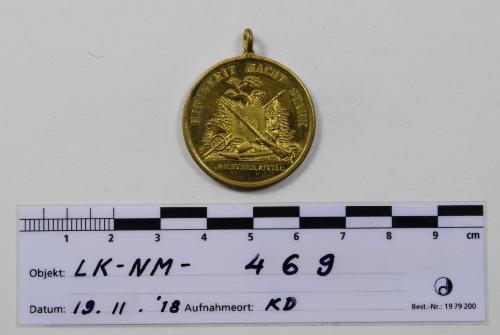 EINIGKEIT MACHT STARK
1 2 3 4 5 6 7 8 9 cm
Objekt: LK-NM- 469
Datum: 19. 11. '18 Aufnahmeort: KD
Best.-Nr.: 19 79 200